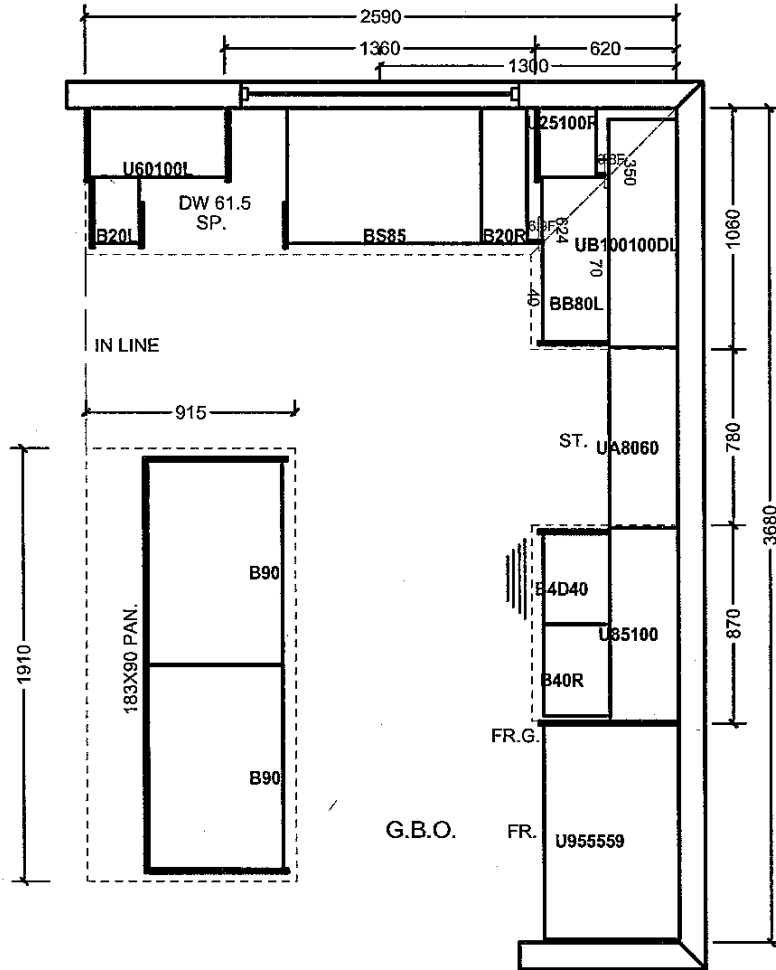 2590
1360
620
1300
U25100R
U60100L
350
DW 61.5
SP.
624
B20L
BS85
B20R
UB100100DL
1060
70
40
BB80L
IN LINE
915
ST.
UA8060
780
3680
B90
B4D40
U85100
870
1910
183X90 PAN.
B40R
FR.G.
B90
G.B.O.
FR.
U955559